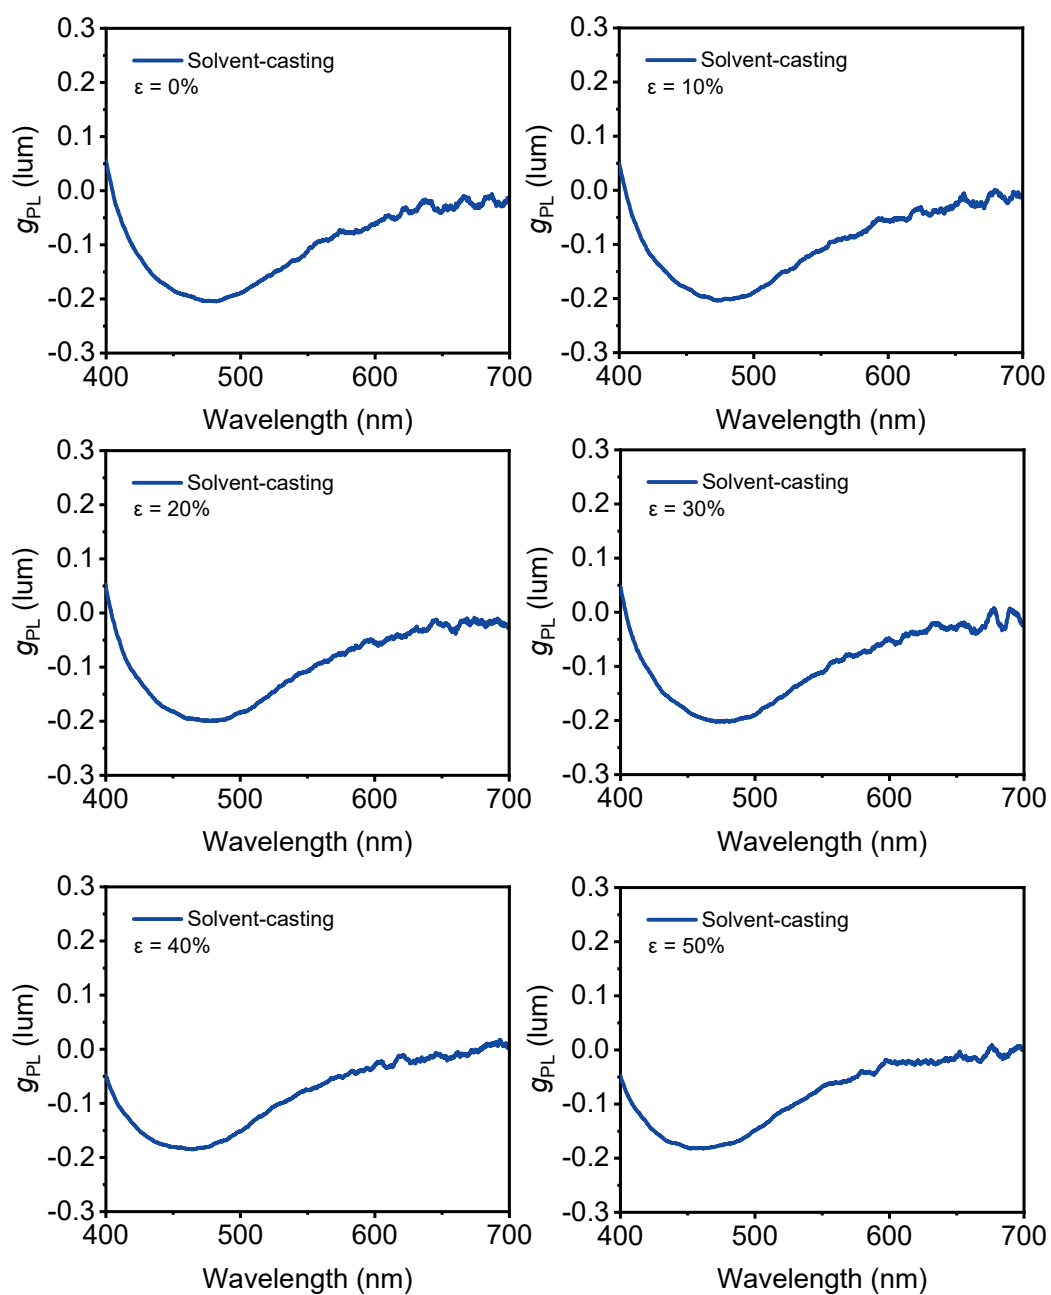 0.3
0.2
0.1
0.0
-0.1
-0.2
-0.3
gPL (lum)
Solvent-casting
ε = 0%
400 500 600 700
Wavelength (nm)
0.3
0.2
0.1
0.0
-0.1
-0.2
-0.3
gPL (lum)
Solvent-casting
ε = 10%
400 500 600 700
Wavelength (nm)
0.3
0.2
0.1
0.0
-0.1
-0.2
-0.3
gPL (lum)
Solvent-casting
ε = 20%
400 500 600 700
Wavelength (nm)
0.3
0.2
0.1
0.0
-0.1
-0.2
-0.3
gPL (lum)
Solvent-casting
ε = 30%
400 500 600 700
Wavelength (nm)
0.3
0.2
0.1
0.0
-0.1
-0.2
-0.3
gPL (lum)
Solvent-casting
ε = 40%
400 500 600 700
Wavelength (nm)
0.3
0.2
0.1
0.0
-0.1
-0.2
-0.3
gPL (lum)
Solvent-casting
ε = 50%
400 500 600 700
Wavelength (nm)